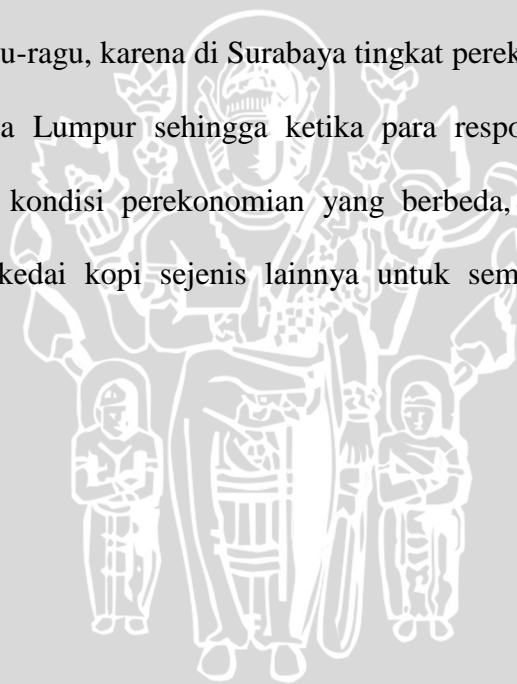 u-ragu, karena di Surabaya tingkat perek
a Lumpur sehingga ketika para respo
kondisi perekonomian yang berbeda,
kedai kopi sejenis lainnya untuk sem